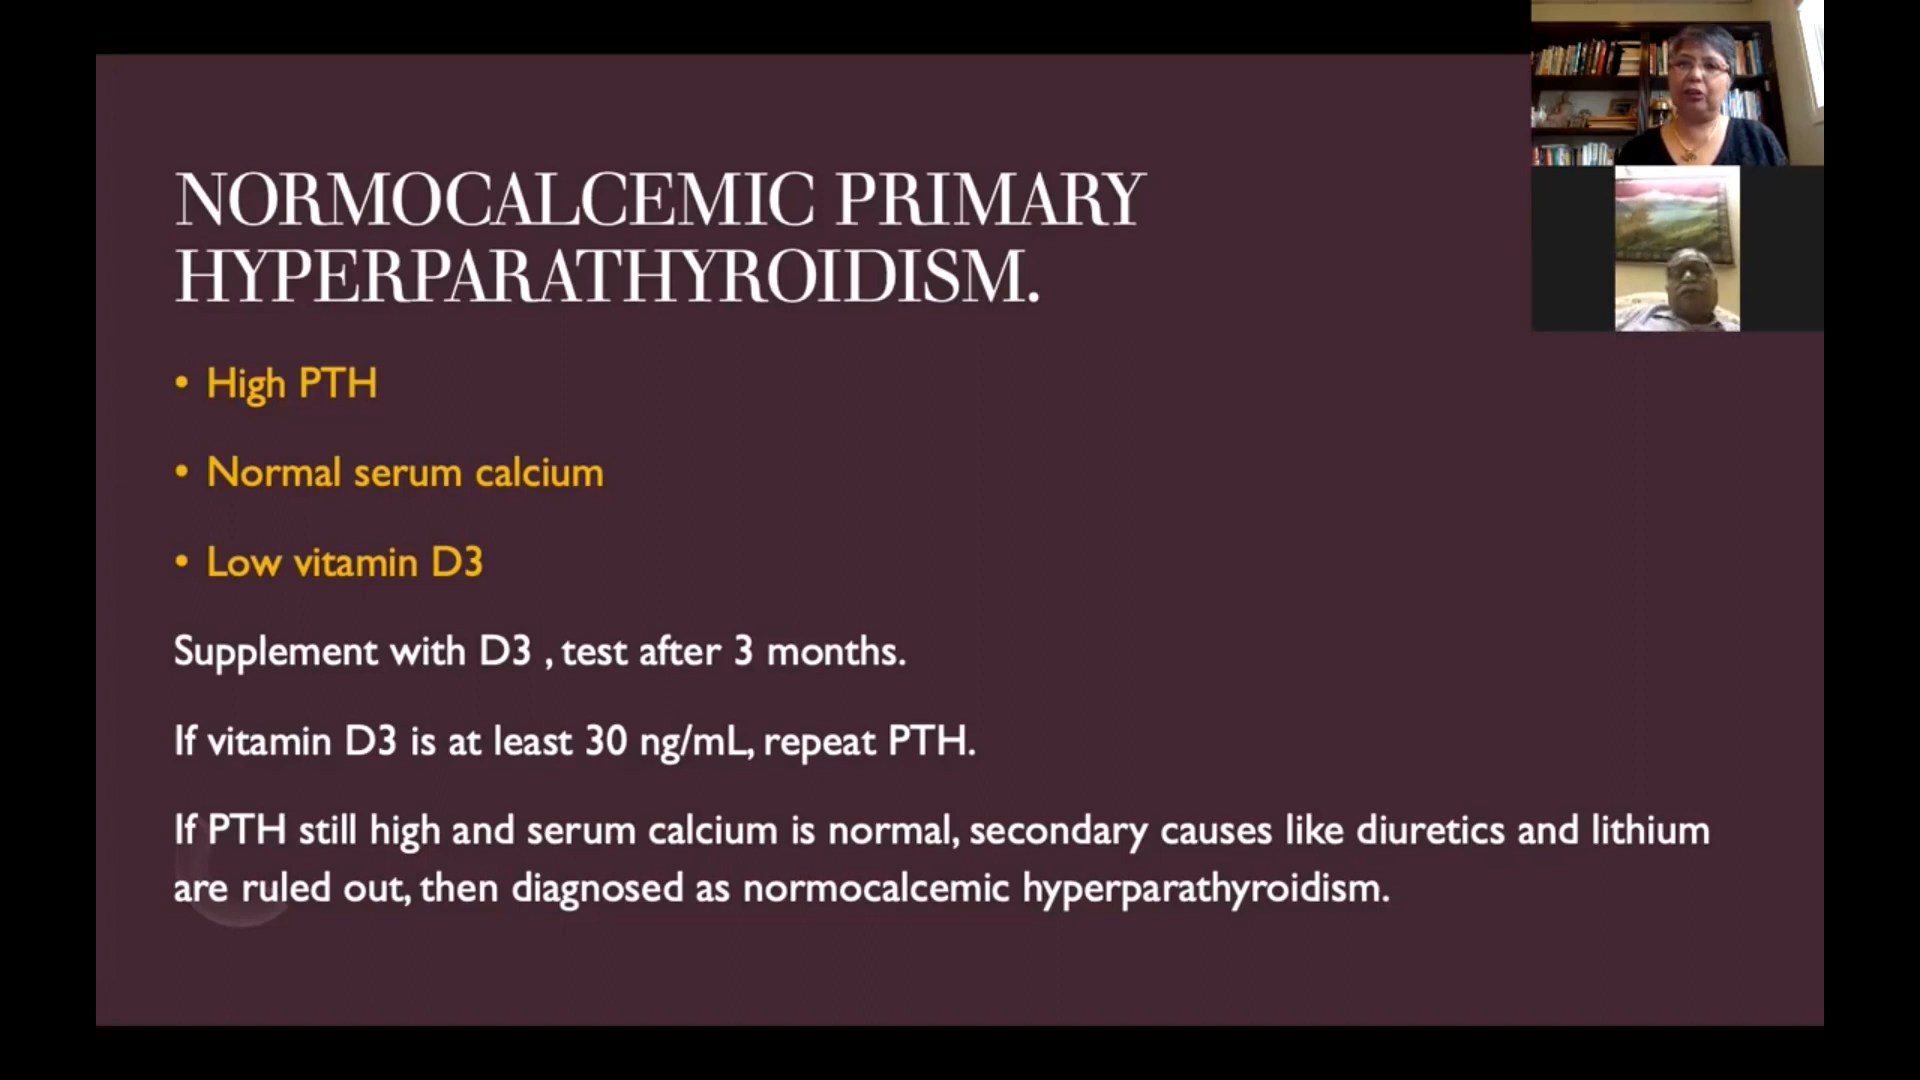 NORMOCALCEMIC PRIMARY
HYPERPARATHYROIDISM.
• High PTH
• Normal serum calcium
• Low vitamin D3
Supplement with D3 , test after 3 months.
If vitamin D3 is at least 30 ng/mL, repeat PTH.
If PTH still high and serum calcium is normal, secondary causes like diuretics and lithium
are ruled out, then diagnosed as normocalcemic hyperparathyroidism.